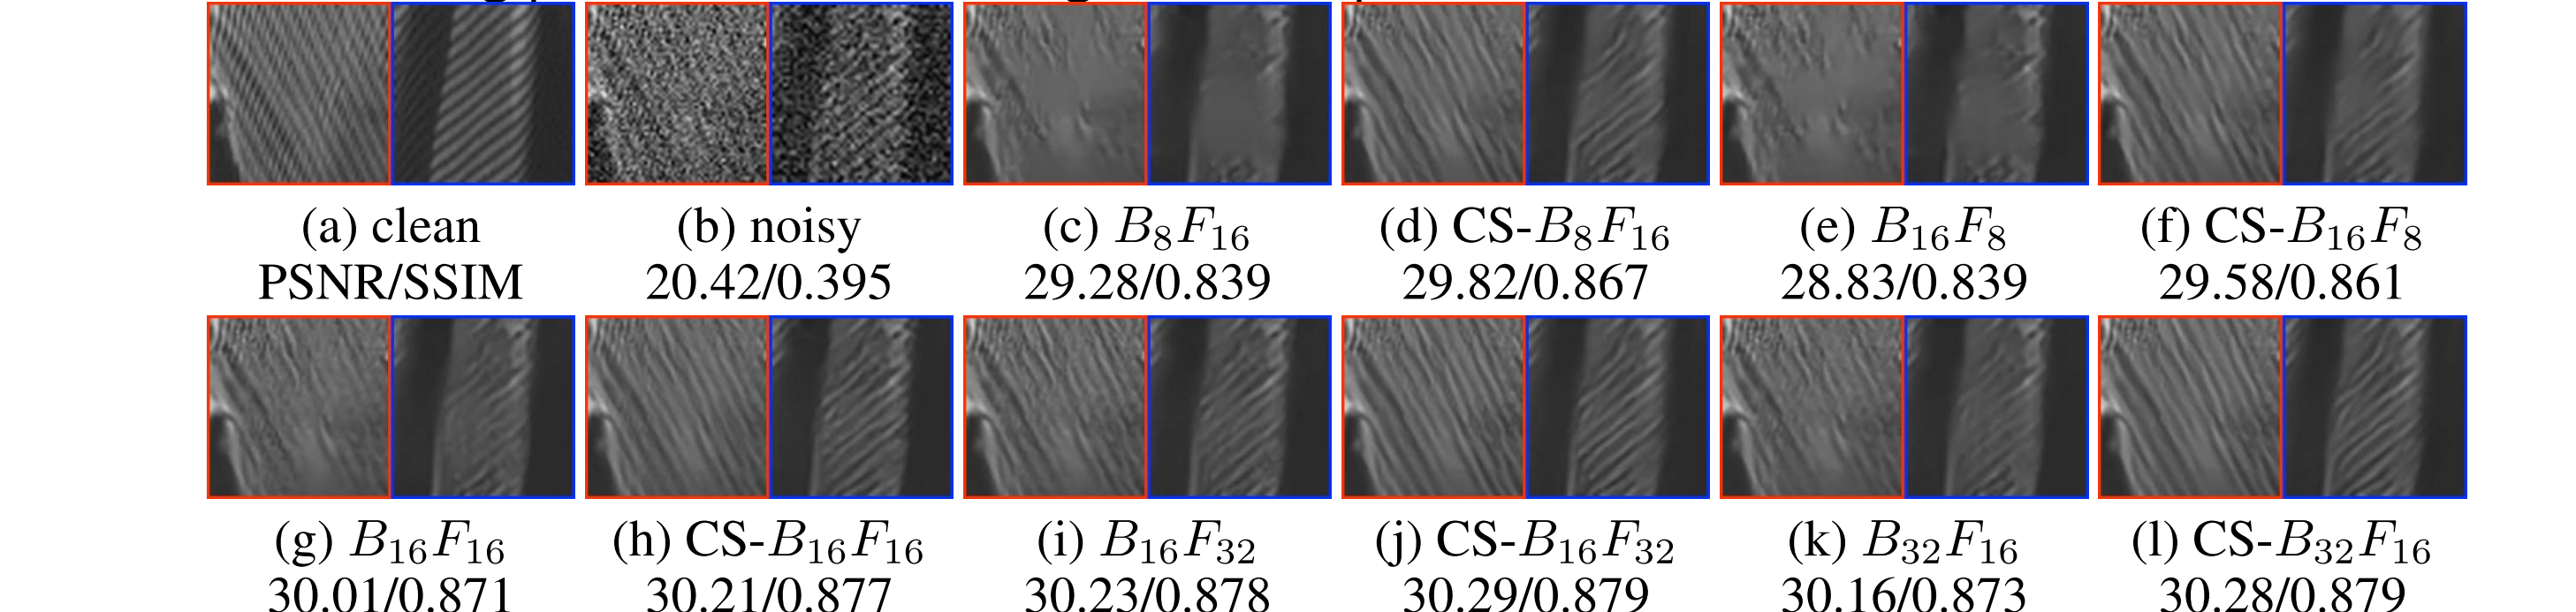 (a) clean (b) noisy (c) B₈F₁₆ (d) CS-B₈F₁₆ (e) B₁₆F₈ (f) CS-B₁₆F₈
PSNR/SSIM 20.42/0.395 29.28/0.839 29.82/0.867 28.83/0.839 29.58/0.861
(g) B₁₆F₁₆ (h) CS-B₁₆F₁₆ (i) B₁₆F₃₂ (j) CS-B₁₆F₃₂ (k) B₃₂F₁₆ (l) CS-B₃₂F₁₆
30.01/0.871 30.21/0.877 30.23/0.878 30.29/0.879 30.16/0.873 30.28/0.879